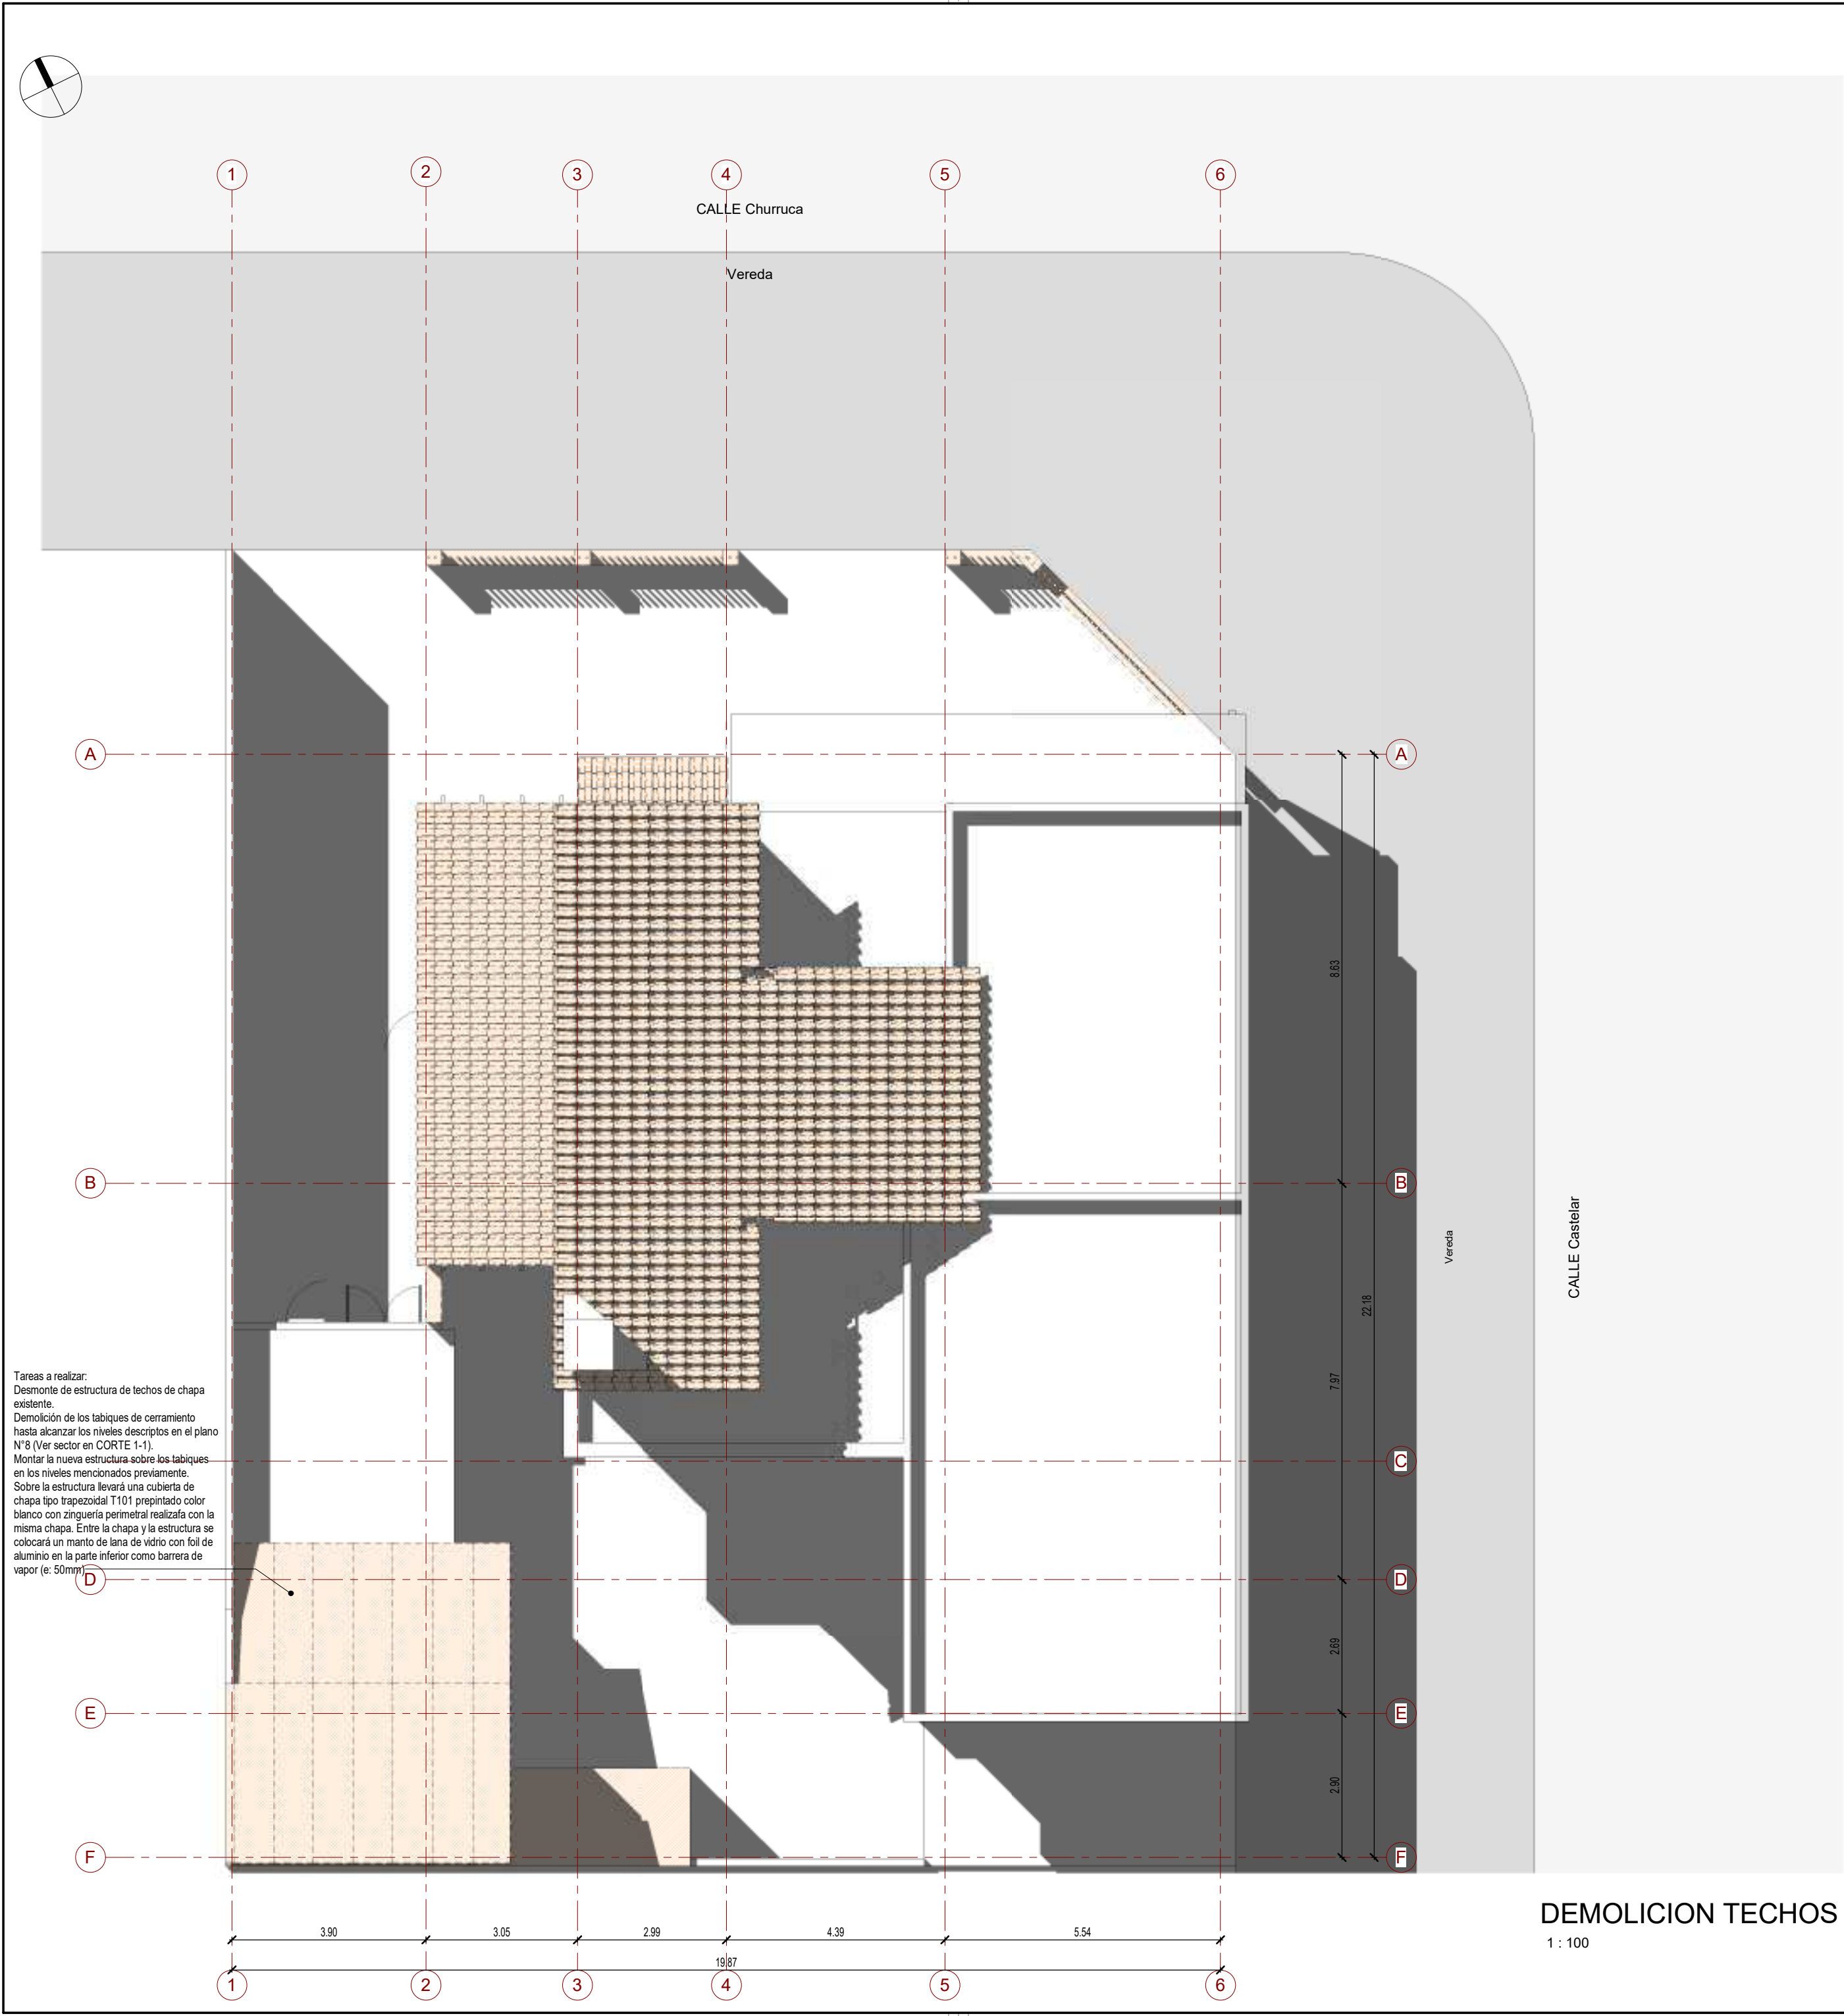 1
2
3
4
5
6
CALLE Churruca
Vereda
A
A
8.63
B
B
Vereda
CALLE Castelar
22.18
7.97
Tareas a realizar:
Desmonte de estructura de techos de chapa
existente.
Demolición de los tabiques de cerramiento
hasta alcanzar los niveles descriptos en el plano
N°8 (Ver sector en CORTE 1-1).
Montar la nueva estructura sobre los tabiques
en los niveles mencionados previamente.
Sobre la estructura llevará una cubierta de
chapa tipo trapezoidal T101 prepintado color
blanco con zinguería perimetral realizafa con la
misma chapa. Entre la chapa y la estructura se
colocará un manto de lana de vidrio con foil de
aluminio en la parte inferior como barrera de
vapor (e: 50mm)
C
D
D
2.69
E
E
2.90
F
F
DEMOLICION TECHOS
1 : 100
3.90
3.05
2.99
4.39
5.54
19.87
1
2
3
4
5
6